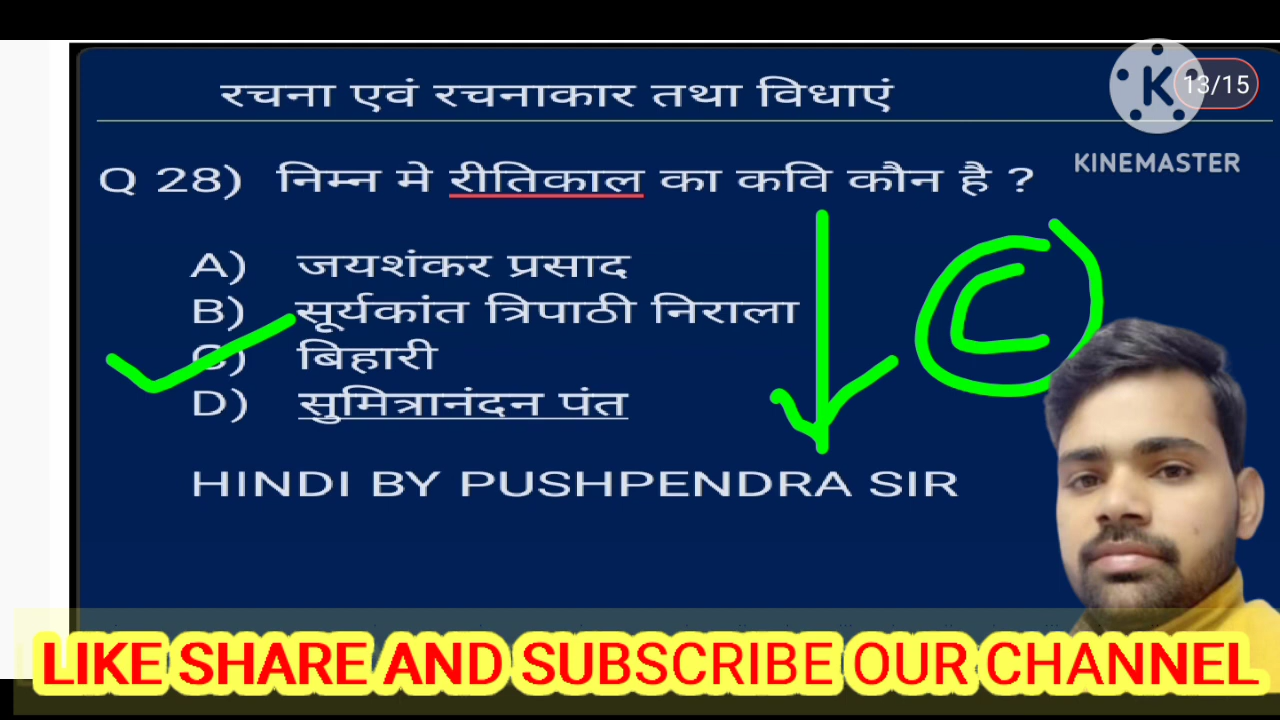 रचना एवं रचनाकार तथा विधाएं
13/15
K
KINEMASTER
Q 28) निम्न मे रीतिकाल का कवि कौन है ?
A) जयशंकर प्रसाद
B) सूर्यकांत त्रिपाठी निराला
C) बिहारी
D) सुमित्रानंदन पंत
C
HINDI BY PUSHPENDRA SIR
LIKE SHARE AND SUBSCRIBE OUR CHANNEL